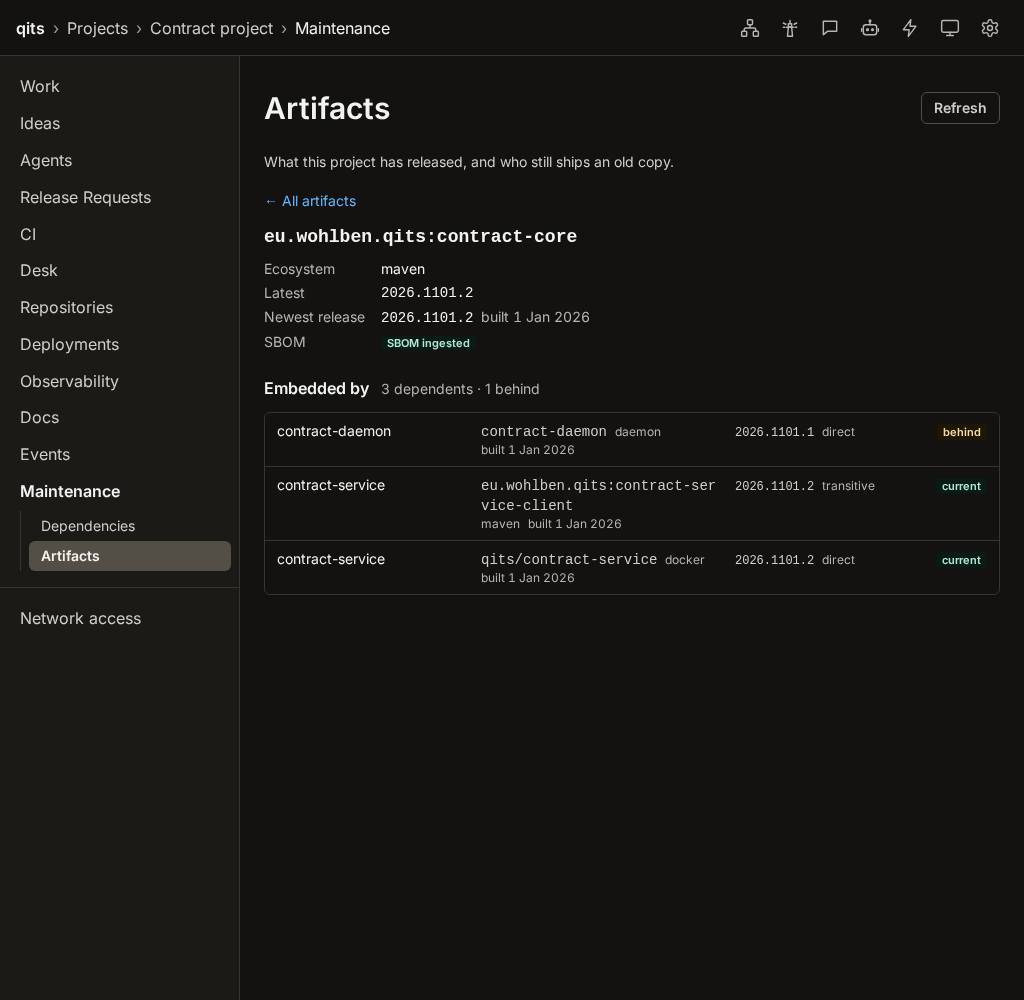 qits › Projects › Contract project › Maintenance
Work
Ideas
Agents
Release Requests
CI
Desk
Repositories
Deployments
Observability
Docs
Events
Maintenance
Dependencies
Artifacts
Network access
Artifacts
Refresh
What this project has released, and who still ships an old copy.
← All artifacts
eu.wohlben.qits:contract-core
Ecosystem maven
Latest 2026.1101.2
Newest release 2026.1101.2 built 1 Jan 2026
SBOM SBOM ingested
Embedded by 3 dependents · 1 behind
contract-daemon contract-daemon daemon 2026.1101.1 direct behind
built 1 Jan 2026
contract-service eu.wohlben.qits:contract-ser 2026.1101.2 transitive current
vice-client
maven built 1 Jan 2026
contract-service qits/contract-service docker 2026.1101.2 direct current
built 1 Jan 2026